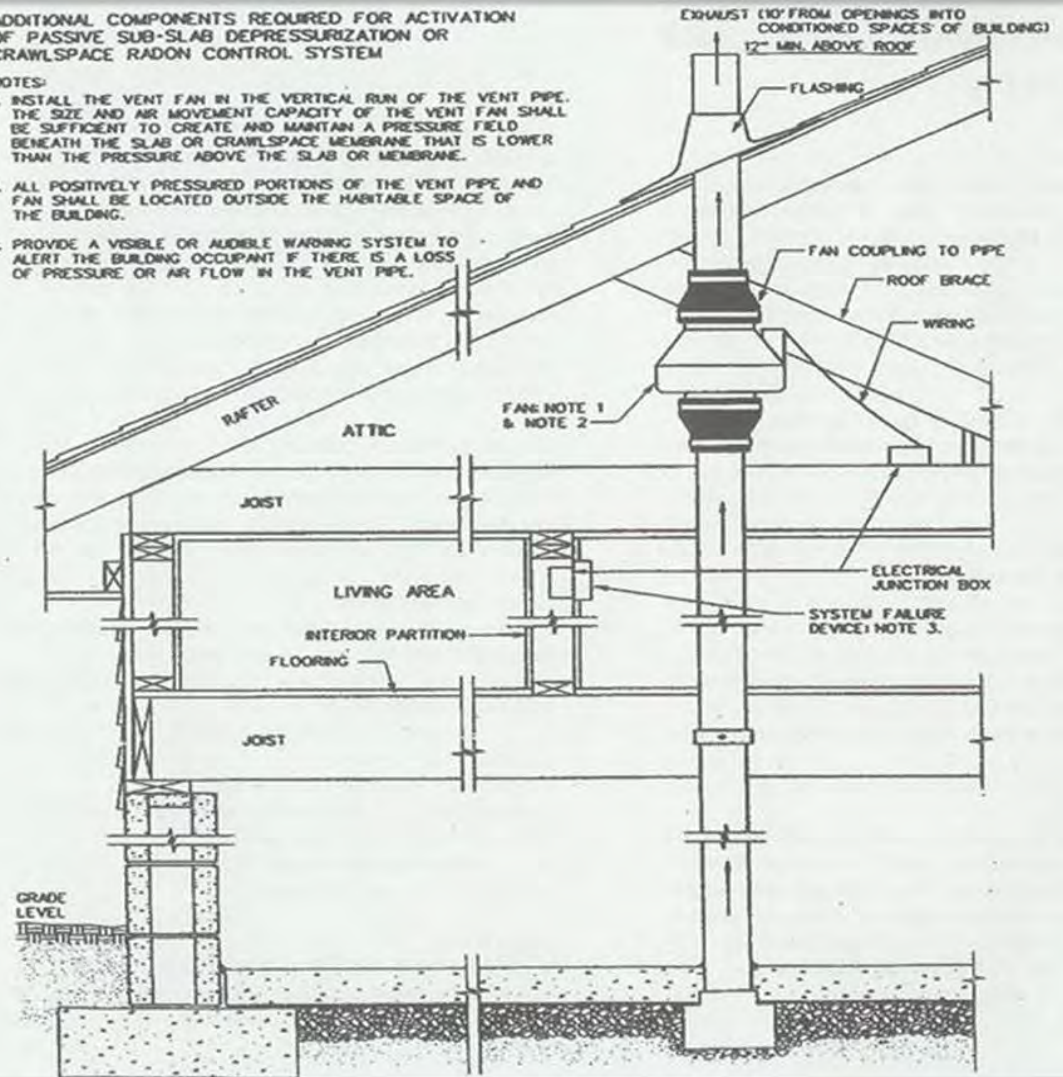 ADDITIONAL COMPONENTS REQUIRED FOR ACTIVATION
OF PASSIVE SUB-SLAB DEPRESSURIZATION OR
CRAWLSPACE RADON CONTROL SYSTEM
NOTES:
INSTALL THE VENT FAN IN THE VERTICAL RUN OF THE VENT PIPE.
THE SIZE AND AIR MOVEMENT CAPACITY OF THE VENT FAN SHALL
BE SUFFICIENT TO CREATE AND MAINTAIN A PRESSURE FIELD
BENEATH THE SLAB OR CRAWLSPACE MEMBRANE THAT IS LOWER
THAN THE PRESSURE ABOVE THE SLAB OR MEMBRANE.
ALL POSITIVELY PRESSURED PORTIONS OF THE VENT PIPE AND
FAN SHALL BE LOCATED OUTSIDE THE HABITABLE SPACE OF
THE BUILDING.
PROVIDE A VISIBLE OR AUDIBLE WARNING SYSTEM TO
ALERT THE BUILDING OCCUPANT IF THERE IS A LOSS
OF PRESSURE OR AIR FLOW IN THE VENT PIPE.
EXHAUST (10' FROM OPENINGS INTO
CONDITIONED SPACES OF BUILDING)
12" MIN. ABOVE ROOF
FLASHING
FAN COUPLING TO PIPE
ROOF BRACE
WIRING
FAN: NOTE 1
& NOTE 2
RAFTER
ATTIC
JOIST
LIVING AREA
ELECTRICAL
JUNCTION BOX
SYSTEM FAILURE
DEVICE: NOTE 3.
INTERIOR PARTITION
FLOORING
JOIST
GRADE
LEVEL